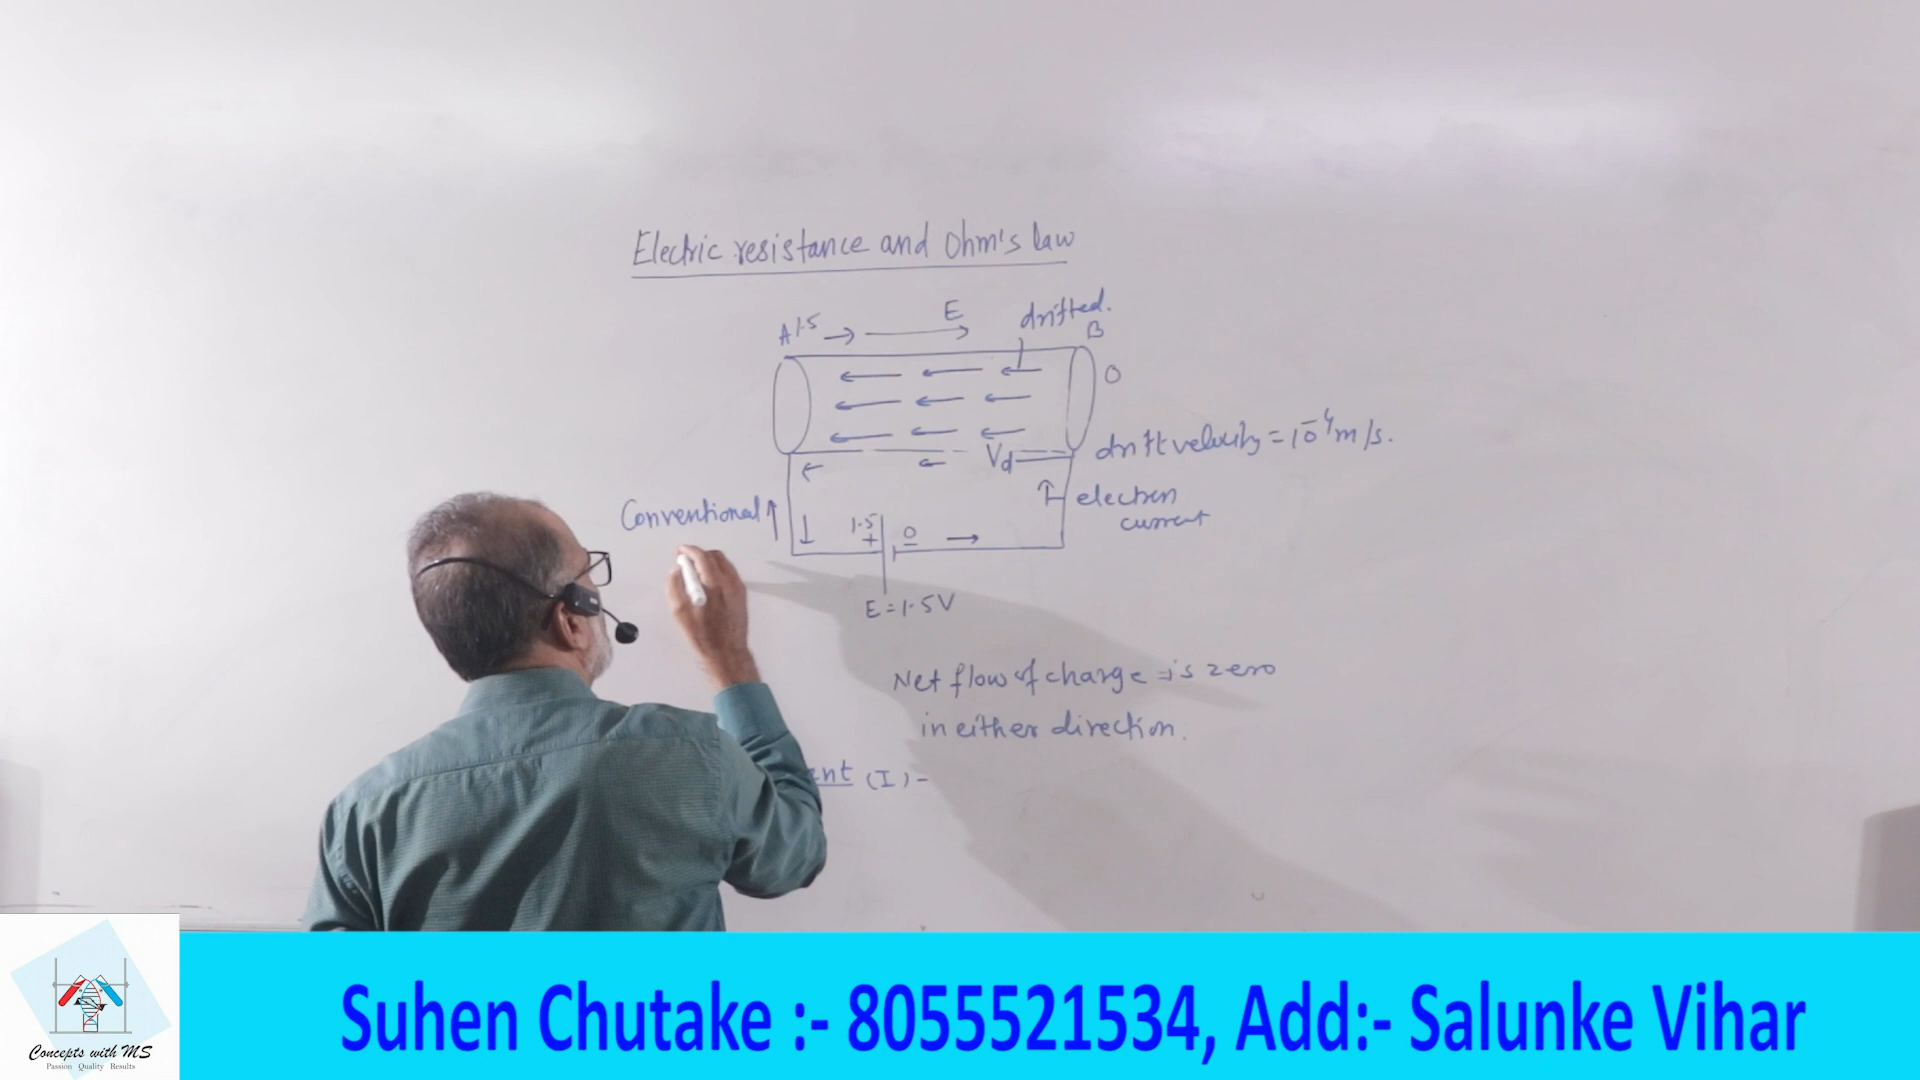 Electric resistance and Ohm's law
A 1.5 → E drifted.
B
O
Vd drift velocity = 10⁻⁴ m/s.
Conventional 1.5 + 0 - electron
current
E = 1.5V
Net flow of charge is zero
in either direction.
(I) -
Suhen Chutake :- 8055521534, Add:- Salunke Vihar
Concepts with MS
Passion Quality Results